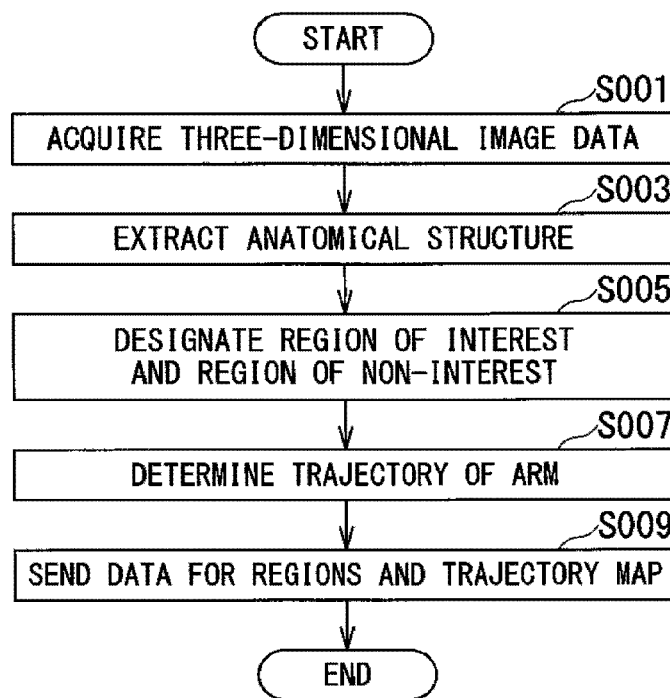 START
S001
ACQUIRE THREE-DIMENSIONAL IMAGE DATA
S003
EXTRACT ANATOMICAL STRUCTURE
S005
DESIGNATE REGION OF INTEREST
AND REGION OF NON-INTEREST
S007
DETERMINE TRAJECTORY OF ARM
S009
SEND DATA FOR REGIONS AND TRAJECTORY MAP
END